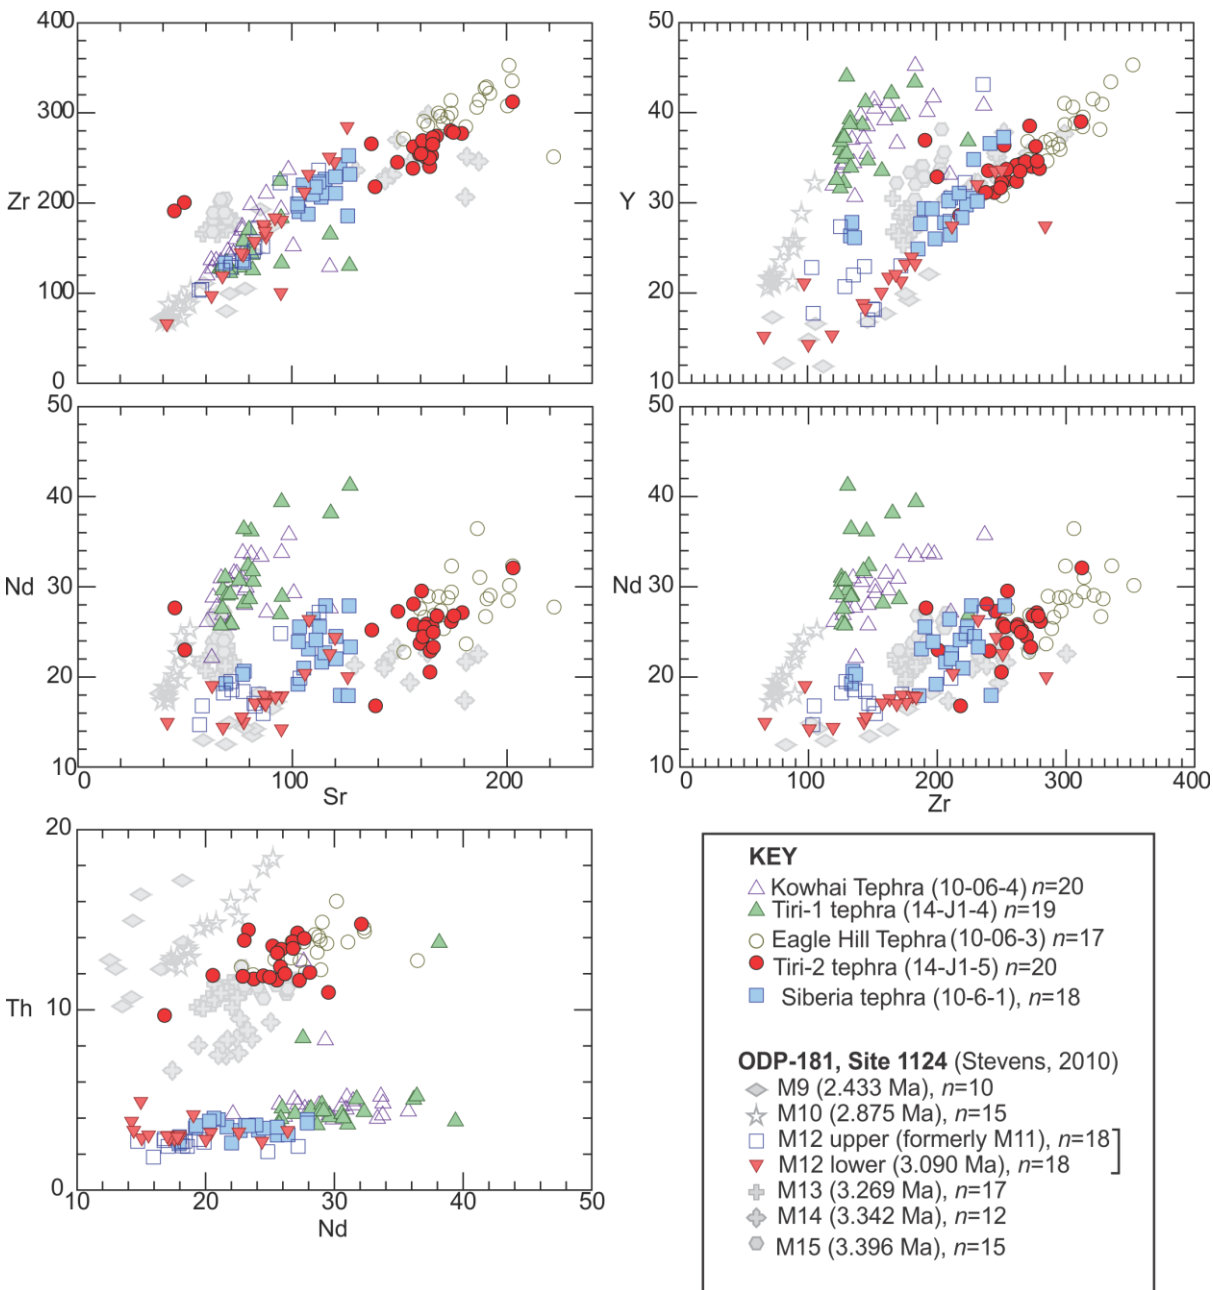 400
300
Zr
200
100
0
50
40
Y
30
20
10
50
40
Nd
30
20
10
0
100
200
Sr
50
40
Nd
30
20
10
0
100
200
300
400
Zr
20
Th
10
0
10
20
30
40
50
Nd
KEY
Kowhai Tephra (10-06-4) n=20
Tiri-1 tephra (14-J1-4) n=19
Eagle Hill Tephra (10-06-3) n=17
Tiri-2 tephra (14-J1-5) n=20
Siberia tephra (10-6-1), n=18
ODP-181, Site 1124 (Stevens, 2010)
M9 (2.433 Ma), n=10
M10 (2.875 Ma), n=15
M12 upper (formerly M11), n=18
M12 lower (3.090 Ma), n=18
M13 (3.269 Ma), n=17
M14 (3.342 Ma), n=12
M15 (3.396 Ma), n=15